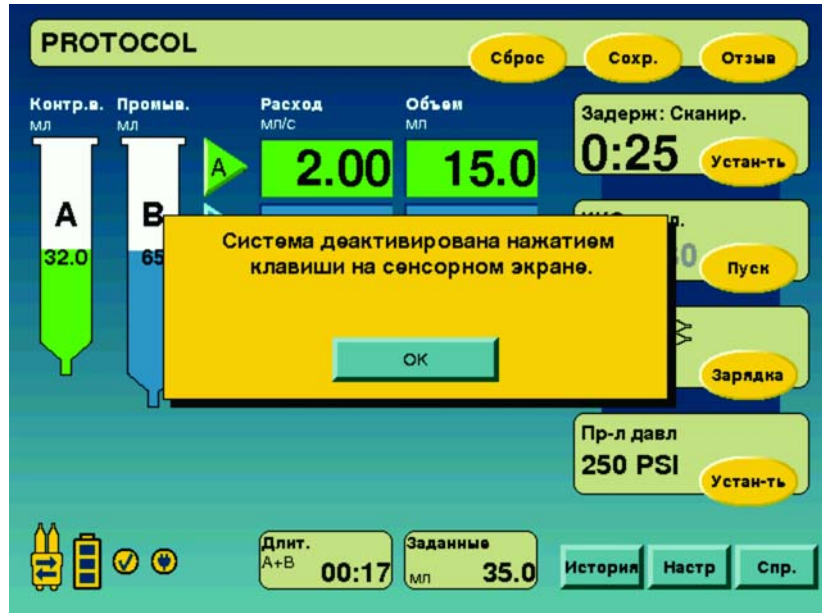 PROTOCOL
Сброс
Сохр.
Отзыв
Контр.в. Промыв.
мл мл
Расход
мл/с
Объем
мл
A
2.00
15.0
A
B
32.0
65
Задерж: Сканир.
0:25
Устан-ть
Система деактивирована нажатием
клавиши на сенсорном экране.
OK
Пуск
Зарядка
Пр-л давл
250 PSI
Устан-ть
Длит.
A+B
00:17
Заданные
мл
35.0
История
Настр
Спр.